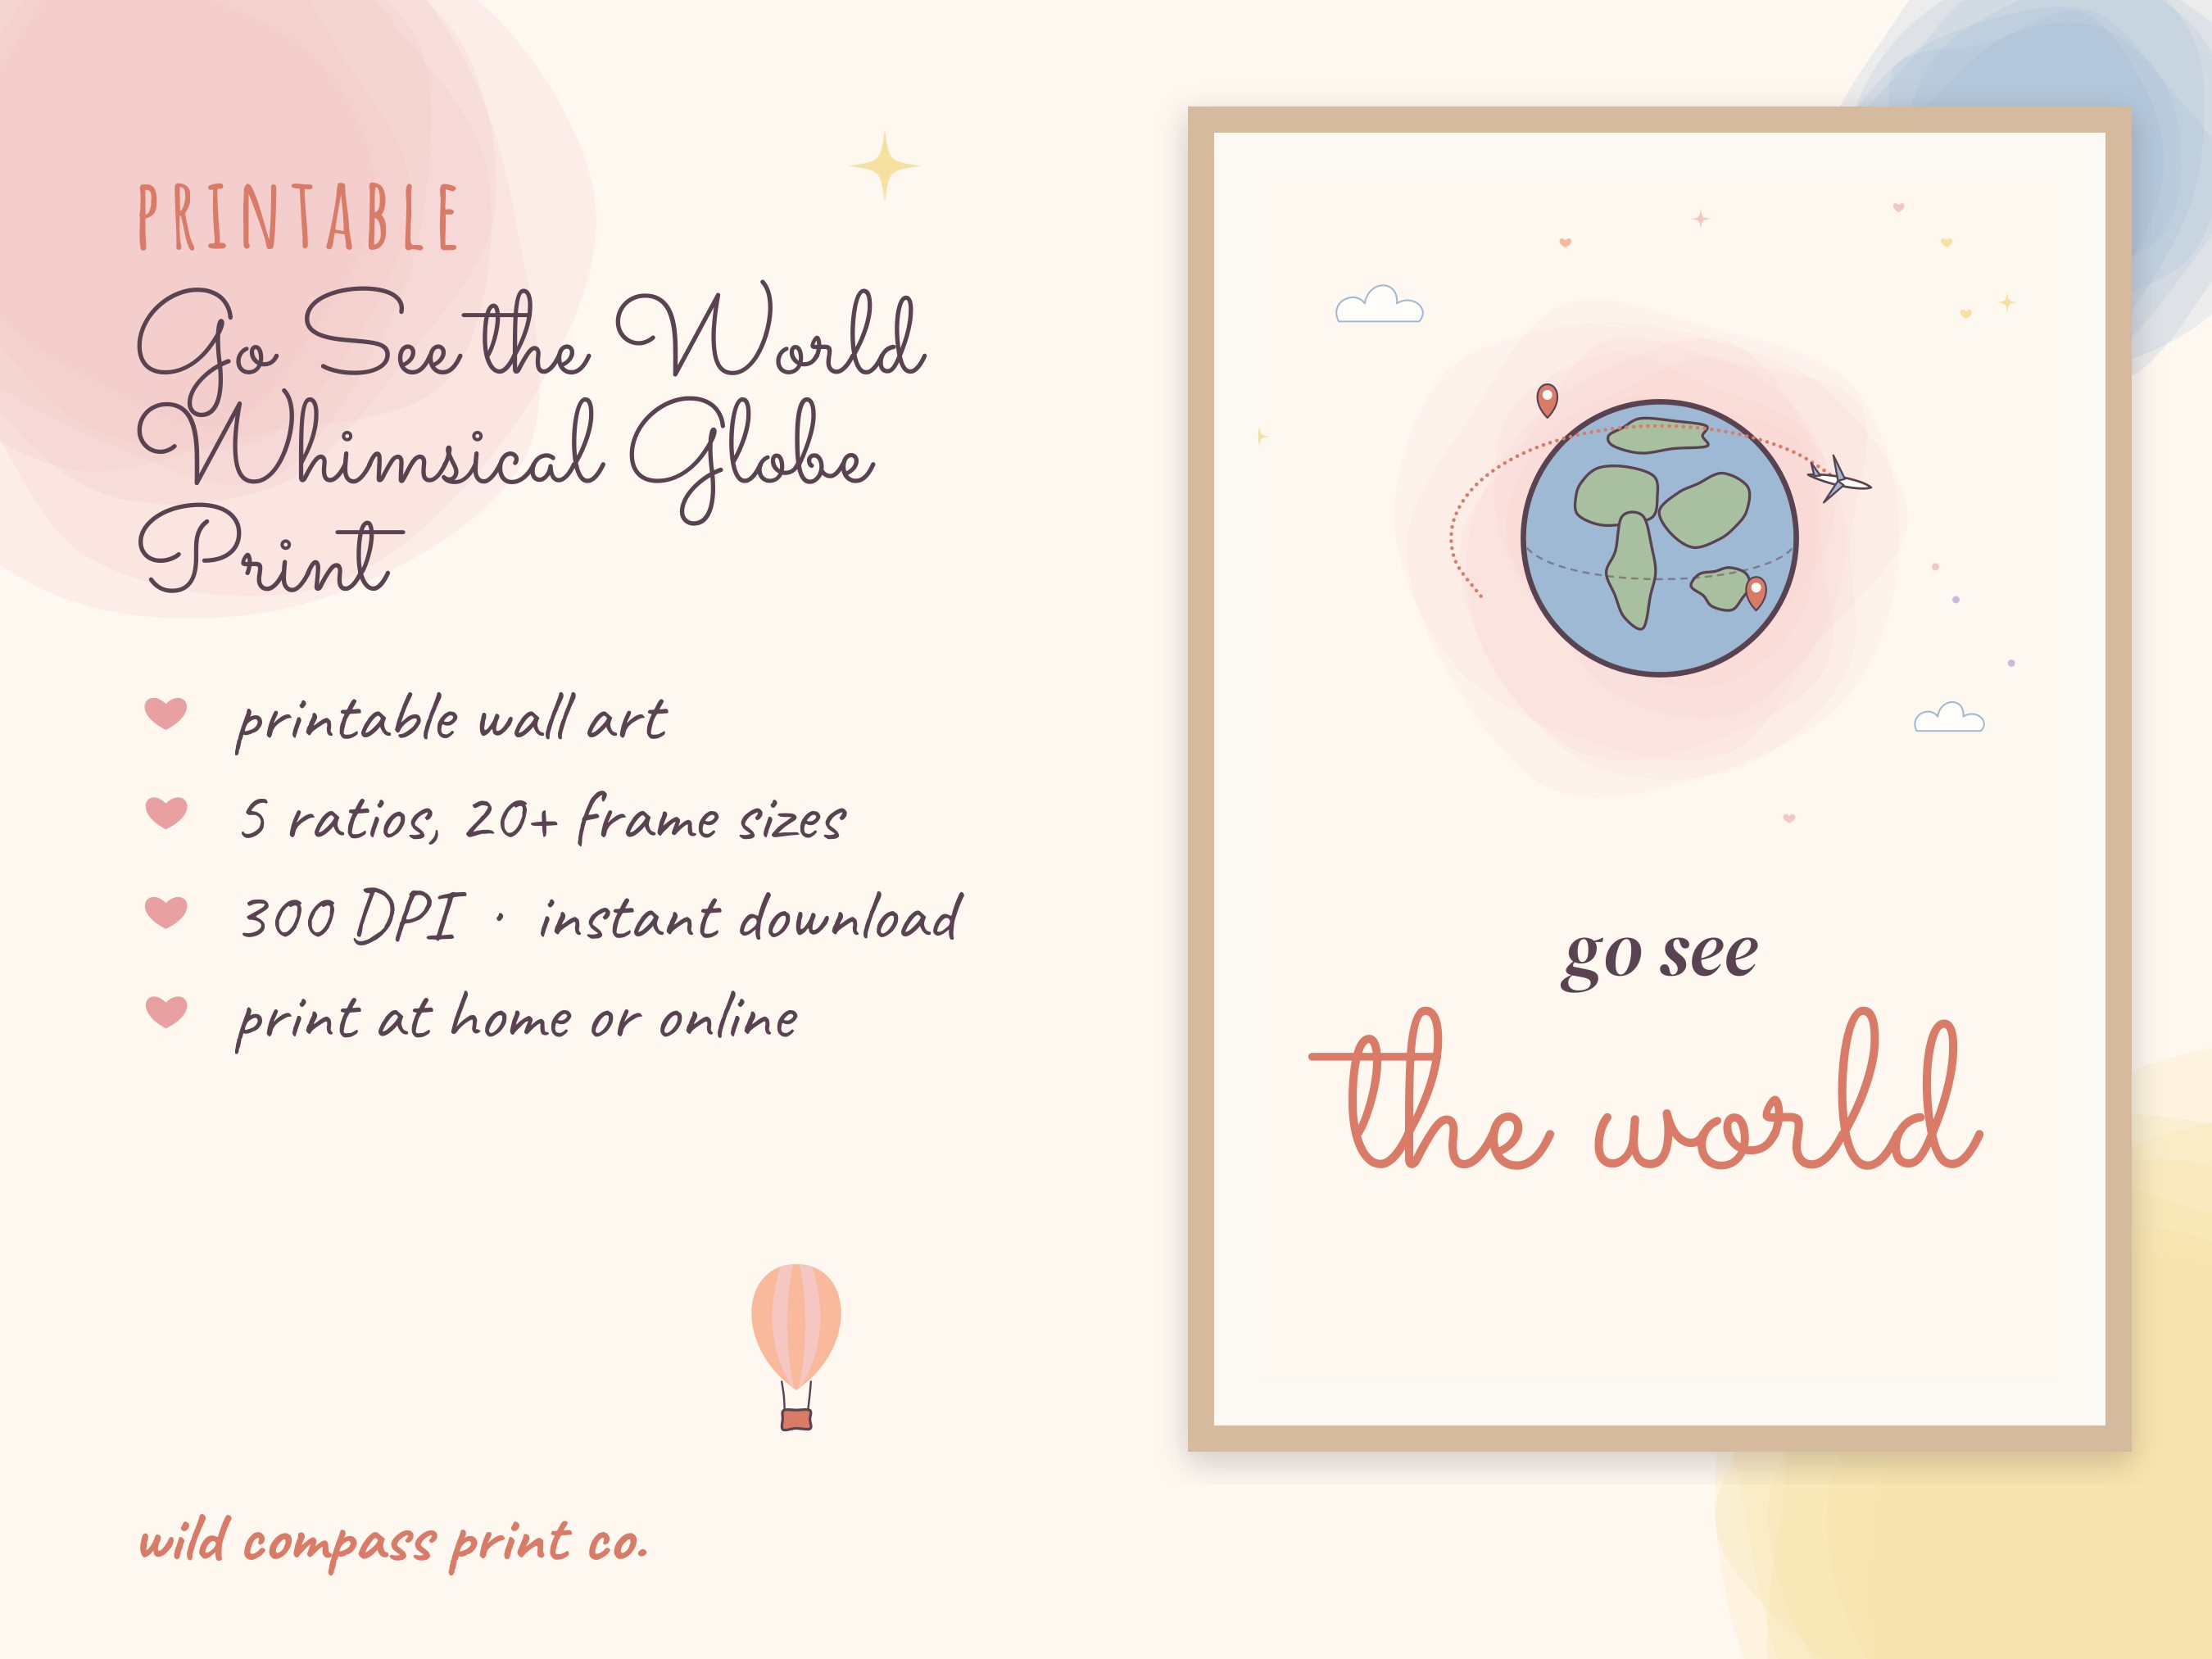 PRINTABLE
Go See the World
Whimsical Globe
Print
printable wall art
5 ratios, 20+ frame sizes
300 DPI · instant download
print at home or online
wild compass print co.
go see
the world